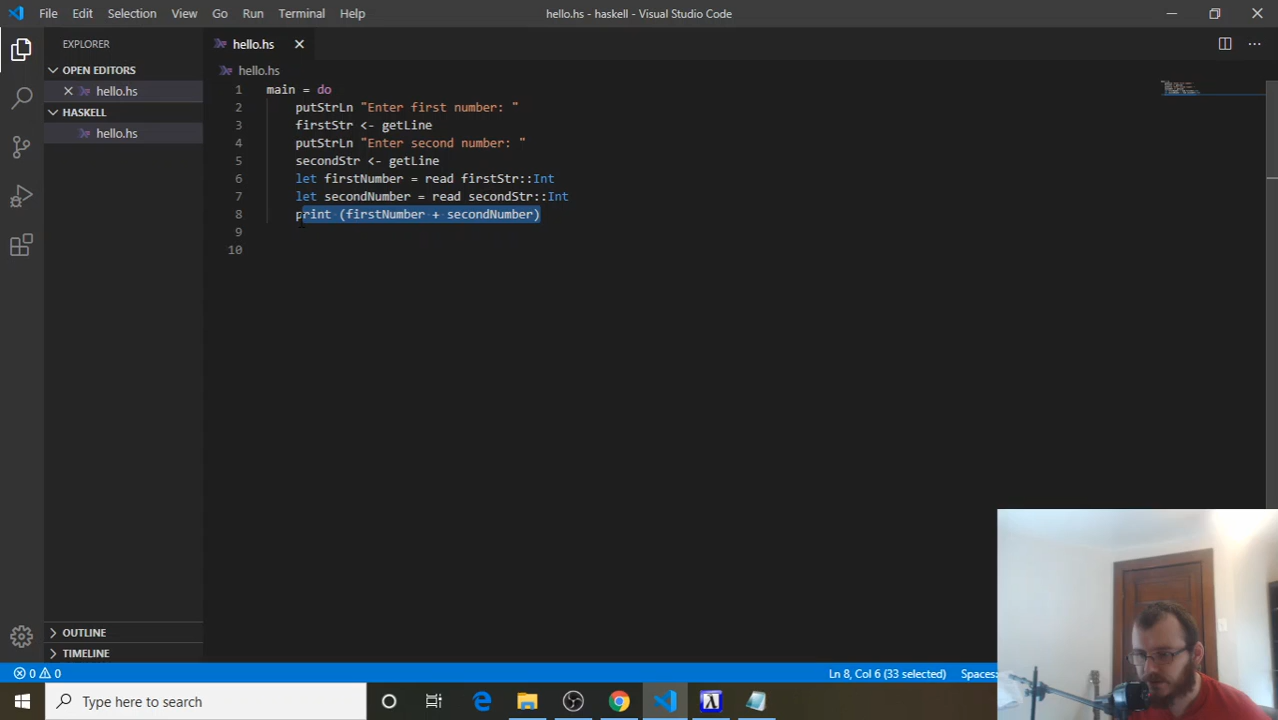 File Edit Selection View Go Run Terminal Help hello.hs - haskell - Visual Studio Code
EXPLORER
OPEN EDITORS
hello.hs
HASKELL
hello.hs
OUTLINE
TIMELINE
hello.hs
hello.hs
1 main = do
2 putStrLn "Enter first number: "
3 firstStr <- getLine
4 putStrLn "Enter second number: "
5 secondStr <- getLine
6 let firstNumber = read firstStr::Int
7 let secondNumber = read secondStr::Int
8 print (firstNumber + secondNumber)
9
10
0 0 Ln 8, Col 6 (33 selected) Spaces:
Type here to search